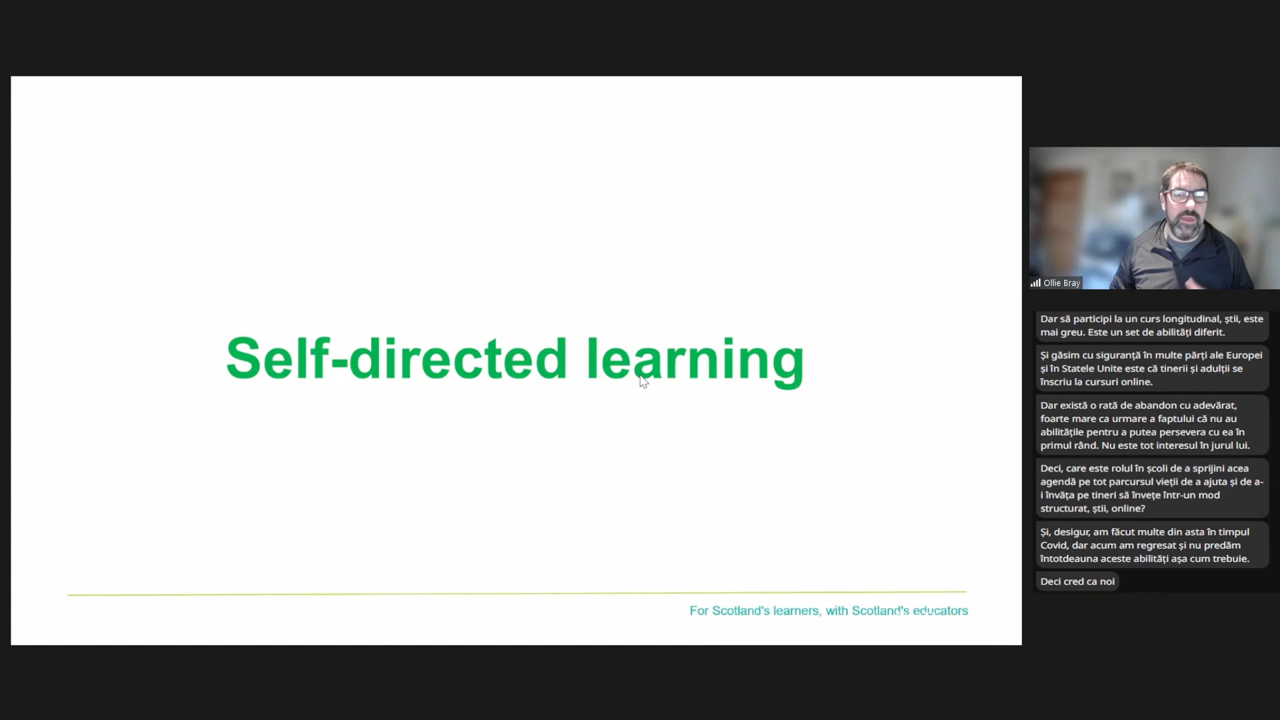 Self-directed learning
For Scotland's learners, with Scotland's educators
Ollie Bray
Dar să participi la un curs longitudinal, știi, este
mai greu. Este un set de abilități diferit.
Și găsim cu siguranță în multe părți ale Europei
și în Statele Unite este că tinerii și adulții se
înscriu la cursuri online.
Dar există o rată de abandon cu adevărat,
foarte mare ca urmare a faptului că nu au
abilitățile pentru a putea persevera cu ea în
primul rând. Nu este tot interesul în jurul lui.
Deci, care este rolul în școli de a sprijini acea
agendă pe tot parcursul vieții de a ajuta și de a-
i învăța pe tineri să învețe într-un mod
structurat, știi, online?
Și, desigur, am făcut multe din asta în timpul
Covid, dar acum am regresat și nu predăm
întotdeauna aceste abilități așa cum trebuie.
Deci cred ca noi